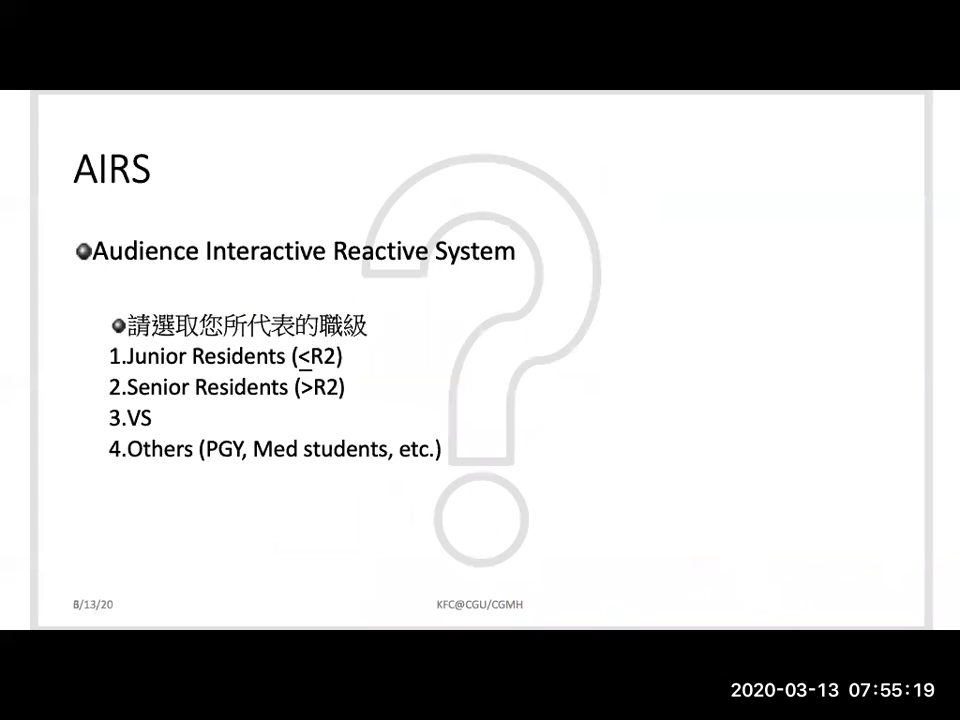 AIRS
Audience Interactive Reactive System
請選取您所代表的職級
1.Junior Residents (<R2)
2.Senior Residents (>R2)
3.VS
4.Others (PGY, Med students, etc.)
/13/20
KFC@CGU/CGMH
2020-03-13 07:55:19